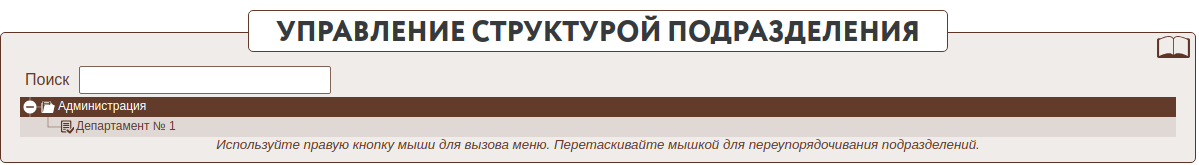 УПРАВЛЕНИЕ СТРУКТУРОЙ ПОДРАЗДЕЛЕНИЯ
Поиск
Администрация
Департамент № 1
Используйте правую кнопку мыши для вызова меню. Перетаскивайте мышкой для переупорядочивания подразделений.